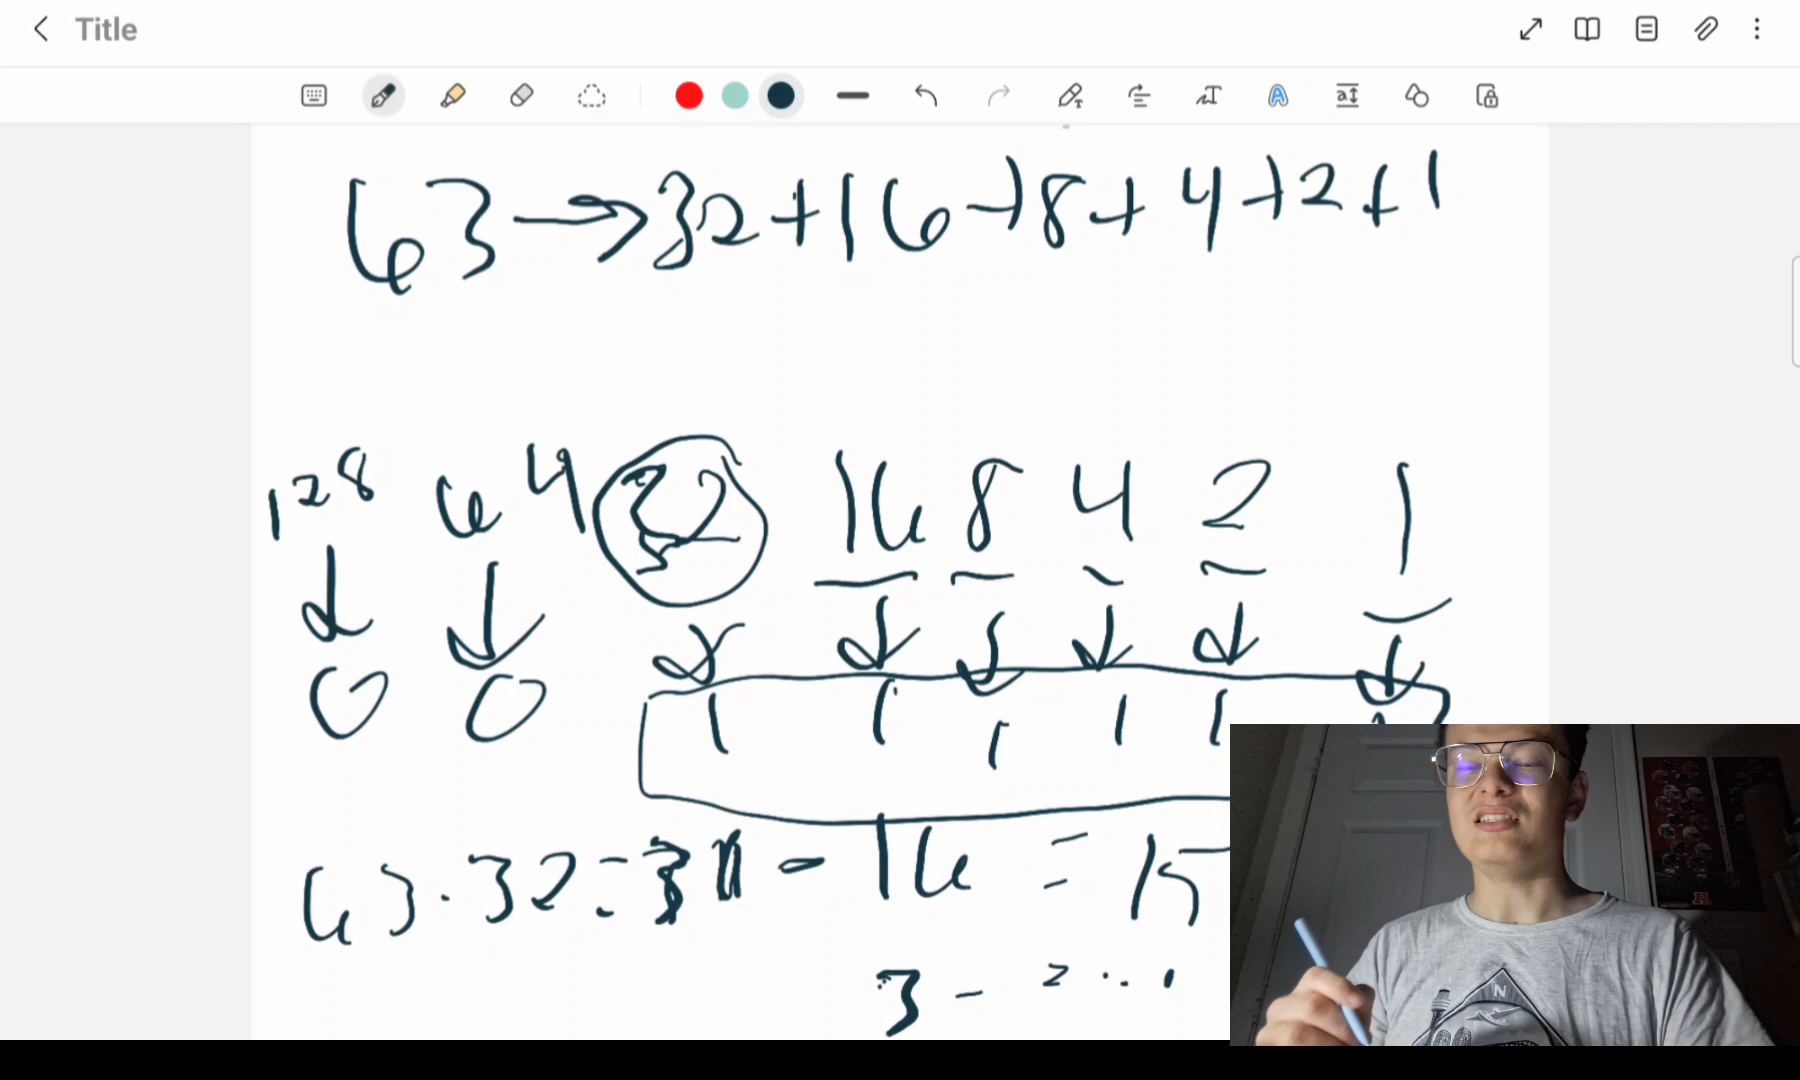 Title
63 → 32 + 16 + 8 + 4 + 2 + 1
128 64 32 16 8 4 2 1
0 0 1 1 1 1 1
63 - 32 = 31 - 16 = 15
3 - 2
N